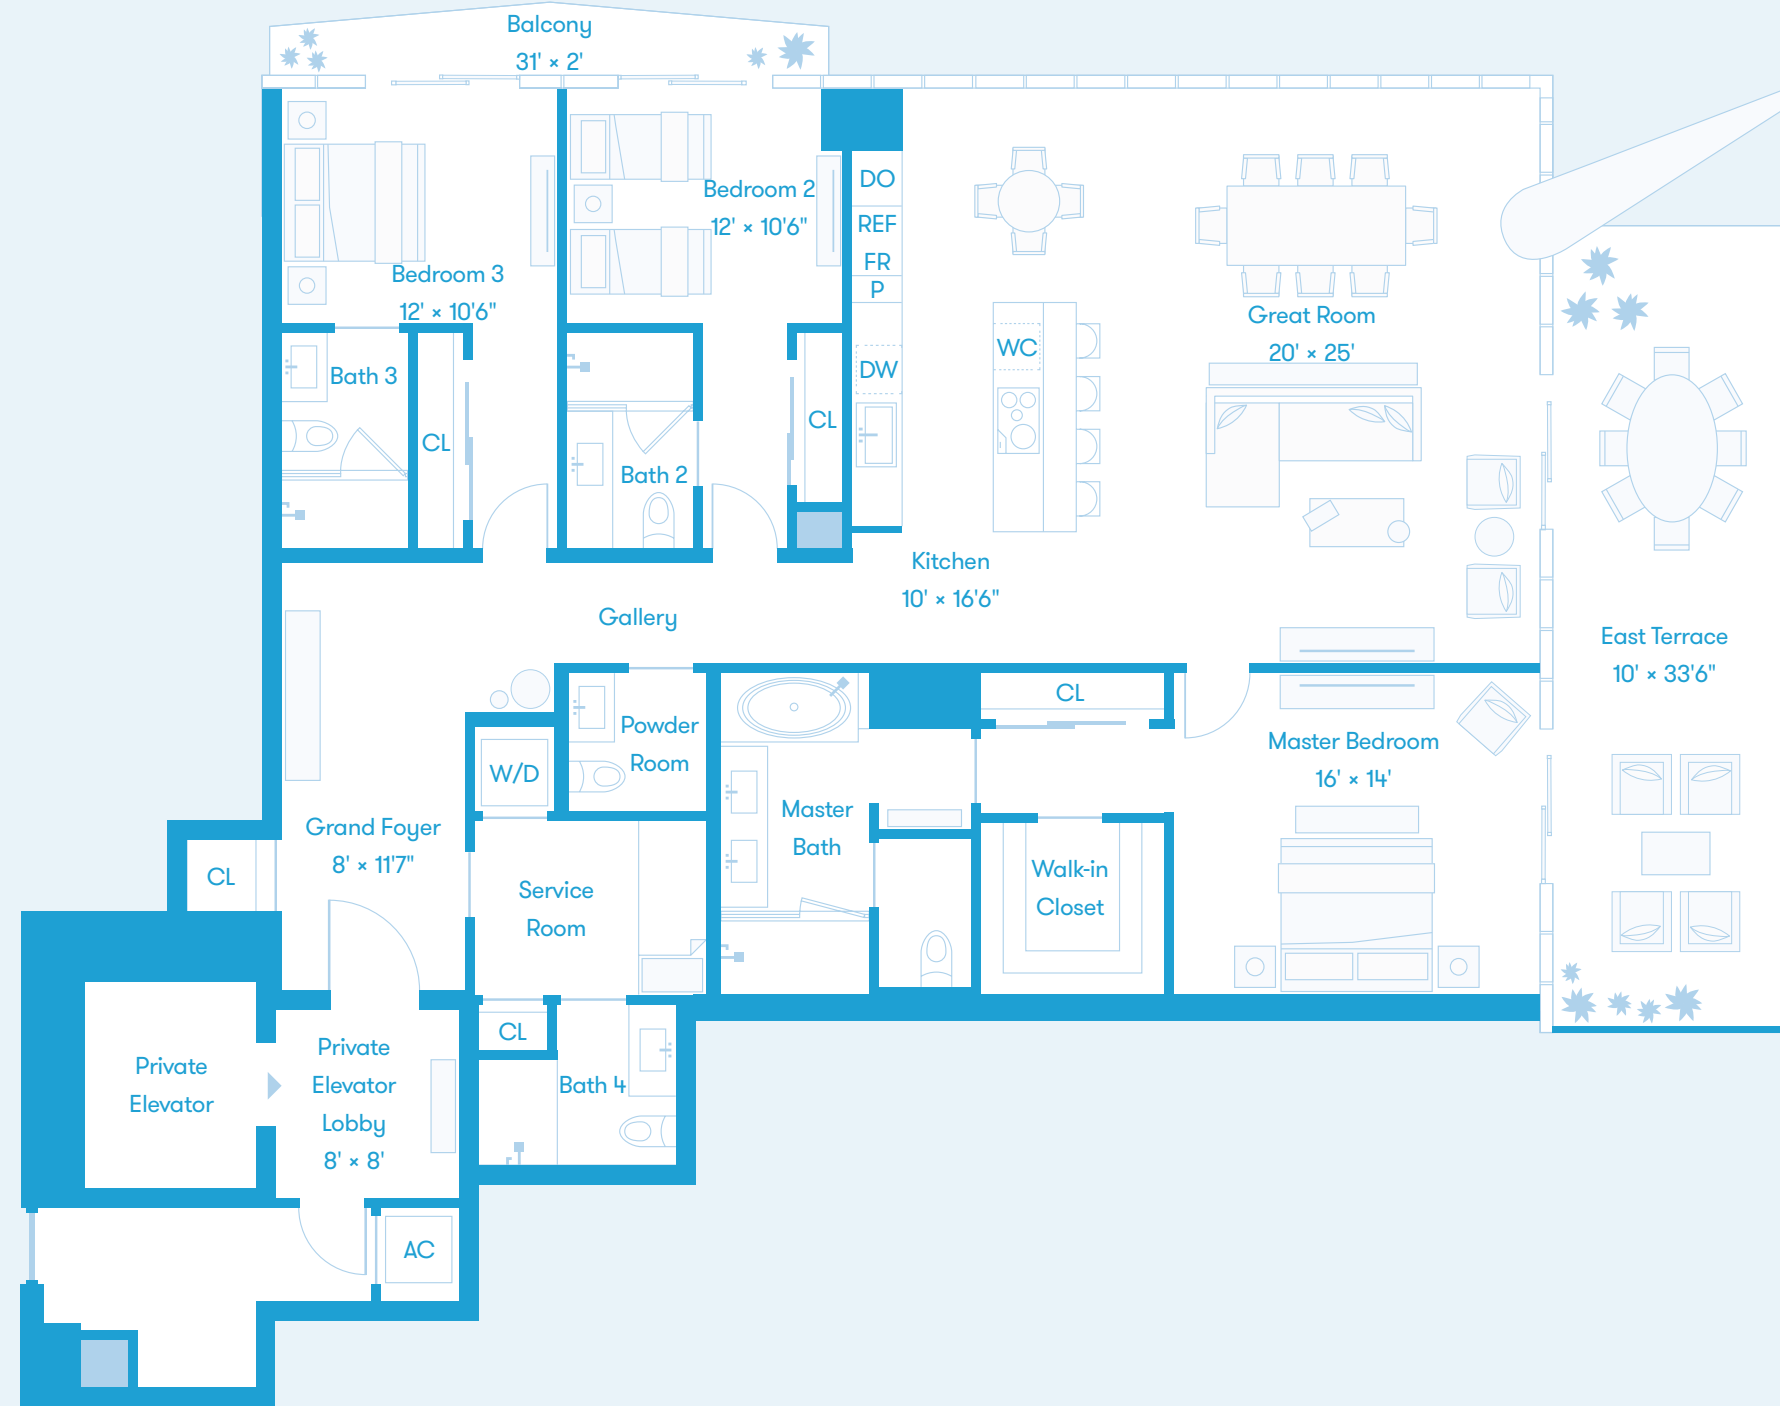 Balcony
31' × 2'
Bedroom 3
12' × 10'6"
Bedroom 2
12' × 10'6"
DO
REF
FR
P
DW
WC
Great Room
20' × 25'
Bath 3
CL
Bath 2
CL
Kitchen
10' × 16'6"
Gallery
East Terrace
10' × 33'6"
CL
Powder
Room
W/D
Master Bedroom
16' × 14'
Master
Bath
Grand Foyer
8' × 11'7"
CL
Walk-in
Closet
Service
Room
CL
Private
Elevator
Private
Elevator
Lobby
8' × 8'
Bath 4
AC